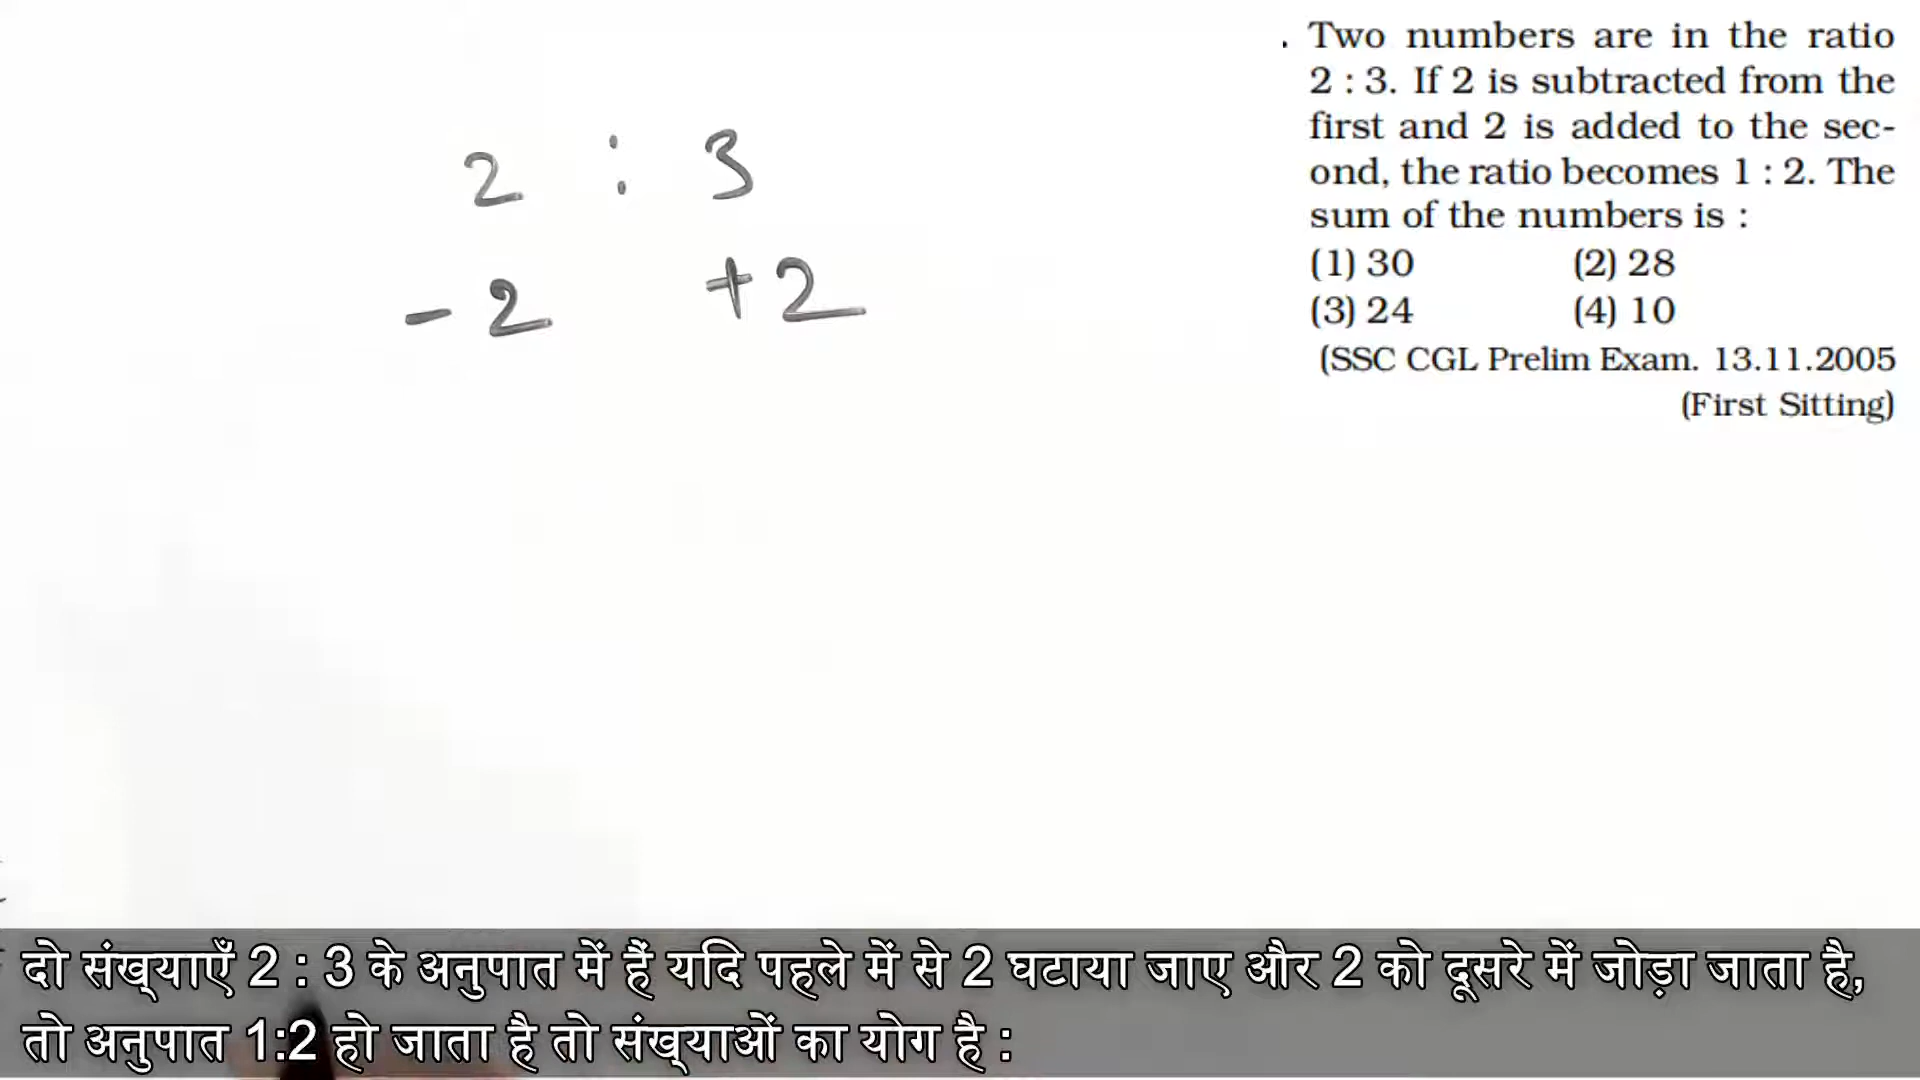 . Two numbers are in the ratio
2 : 3. If 2 is subtracted from the
first and 2 is added to the sec-
ond, the ratio becomes 1 : 2. The
sum of the numbers is :
(1) 30 (2) 28
(3) 24 (4) 10
(SSC CGL Prelim Exam. 13.11.2005
(First Sitting)
2 : 3
- 2 +2
दो संख्याएँ 2 : 3 के अनुपात में हैं यदि पहले में से 2 घटाया जाए और 2 को दूसरे में जोड़ा जाता है,
तो अनुपात 1:2 हो जाता है तो संख्याओं का योग है :